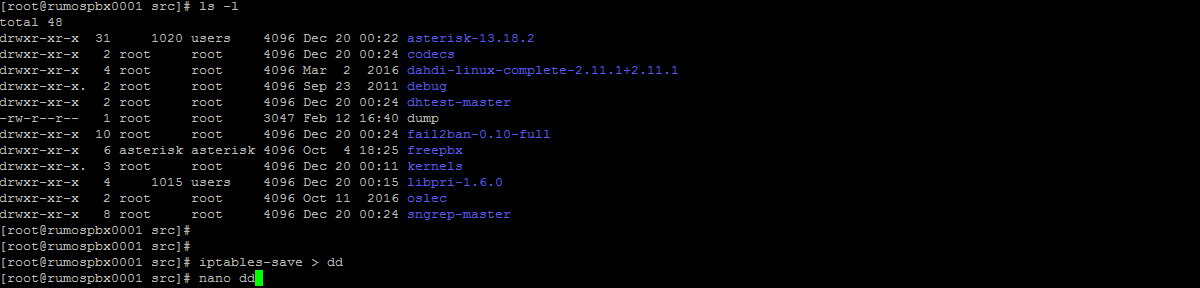 [root@rumospbx0001 src]# ls -l
total 48
drwxr-xr-x  31     1020 users    4096 Dec 20 00:22 asterisk-13.18.2
drwxr-xr-x   2 root     root     4096 Dec 20 00:24 codecs
drwxr-xr-x   4 root     root     4096 Mar  2  2016 dahdi-linux-complete-2.11.1+2.11.1
drwxr-xr-x.  2 root     root     4096 Sep 23  2011 debug
drwxr-xr-x   2 root     root     4096 Dec 20 00:24 dhtest-master
-rw-r--r--   1 root     root     3047 Feb 12 16:40 dump
drwxr-xr-x  10 root     root     4096 Dec 20 00:24 fail2ban-0.10-full
drwxr-xr-x   6 asterisk asterisk 4096 Oct  4 18:25 freepbx
drwxr-xr-x.  3 root     root     4096 Dec 20 00:11 kernels
drwxr-xr-x   4     1015 users    4096 Dec 20 00:15 libpri-1.6.0
drwxr-xr-x   2 root     root     4096 Oct 11  2016 oslec
drwxr-xr-x   8 root     root     4096 Dec 20 00:24 sngrep-master
[root@rumospbx0001 src]#
[root@rumospbx0001 src]#
[root@rumospbx0001 src]# iptables-save > dd
[root@rumospbx0001 src]# nano dd